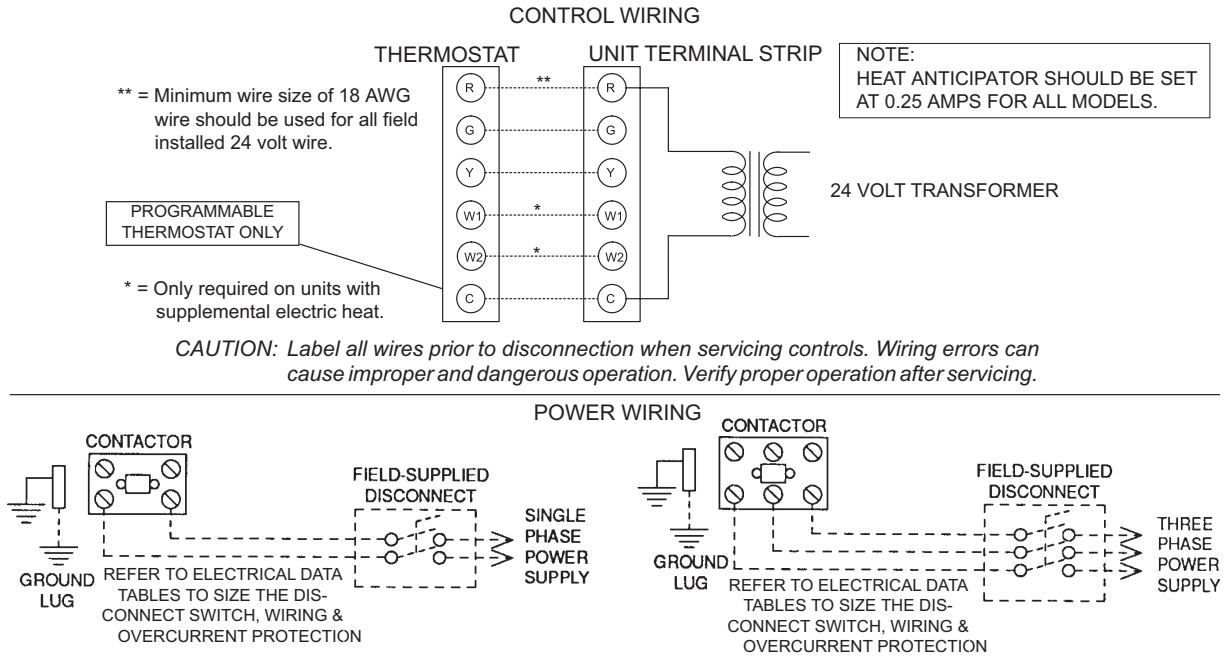 CONTROL WIRING
THERMOSTAT
UNIT TERMINAL STRIP
NOTE:
HEAT ANTICIPATOR SHOULD BE SET
AT 0.25 AMPS FOR ALL MODELS.
** = Minimum wire size of 18 AWG
wire should be used for all field
installed 24 volt wire.
R
**
R
G
G
Y
Y
W1
*
W1
W2
*
W2
C
C
24 VOLT TRANSFORMER
PROGRAMMABLE
THERMOSTAT ONLY
* = Only required on units with
supplemental electric heat.
CAUTION: Label all wires prior to disconnection when servicing controls. Wiring errors can
cause improper and dangerous operation. Verify proper operation after servicing.
POWER WIRING
CONTACTOR
FIELD-SUPPLIED
DISCONNECT
SINGLE
PHASE
POWER
SUPPLY
GROUND
LUG
REFER TO ELECTRICAL DATA
TABLES TO SIZE THE DIS-
CONNECT SWITCH, WIRING &
OVERCURRENT PROTECTION
CONTACTOR
FIELD-SUPPLIED
DISCONNECT
THREE
PHASE
POWER
SUPPLY
GROUND
LUG
REFER TO ELECTRICAL DATA
TABLES TO SIZE THE DIS-
CONNECT SWITCH, WIRING &
OVERCURRENT PROTECTION